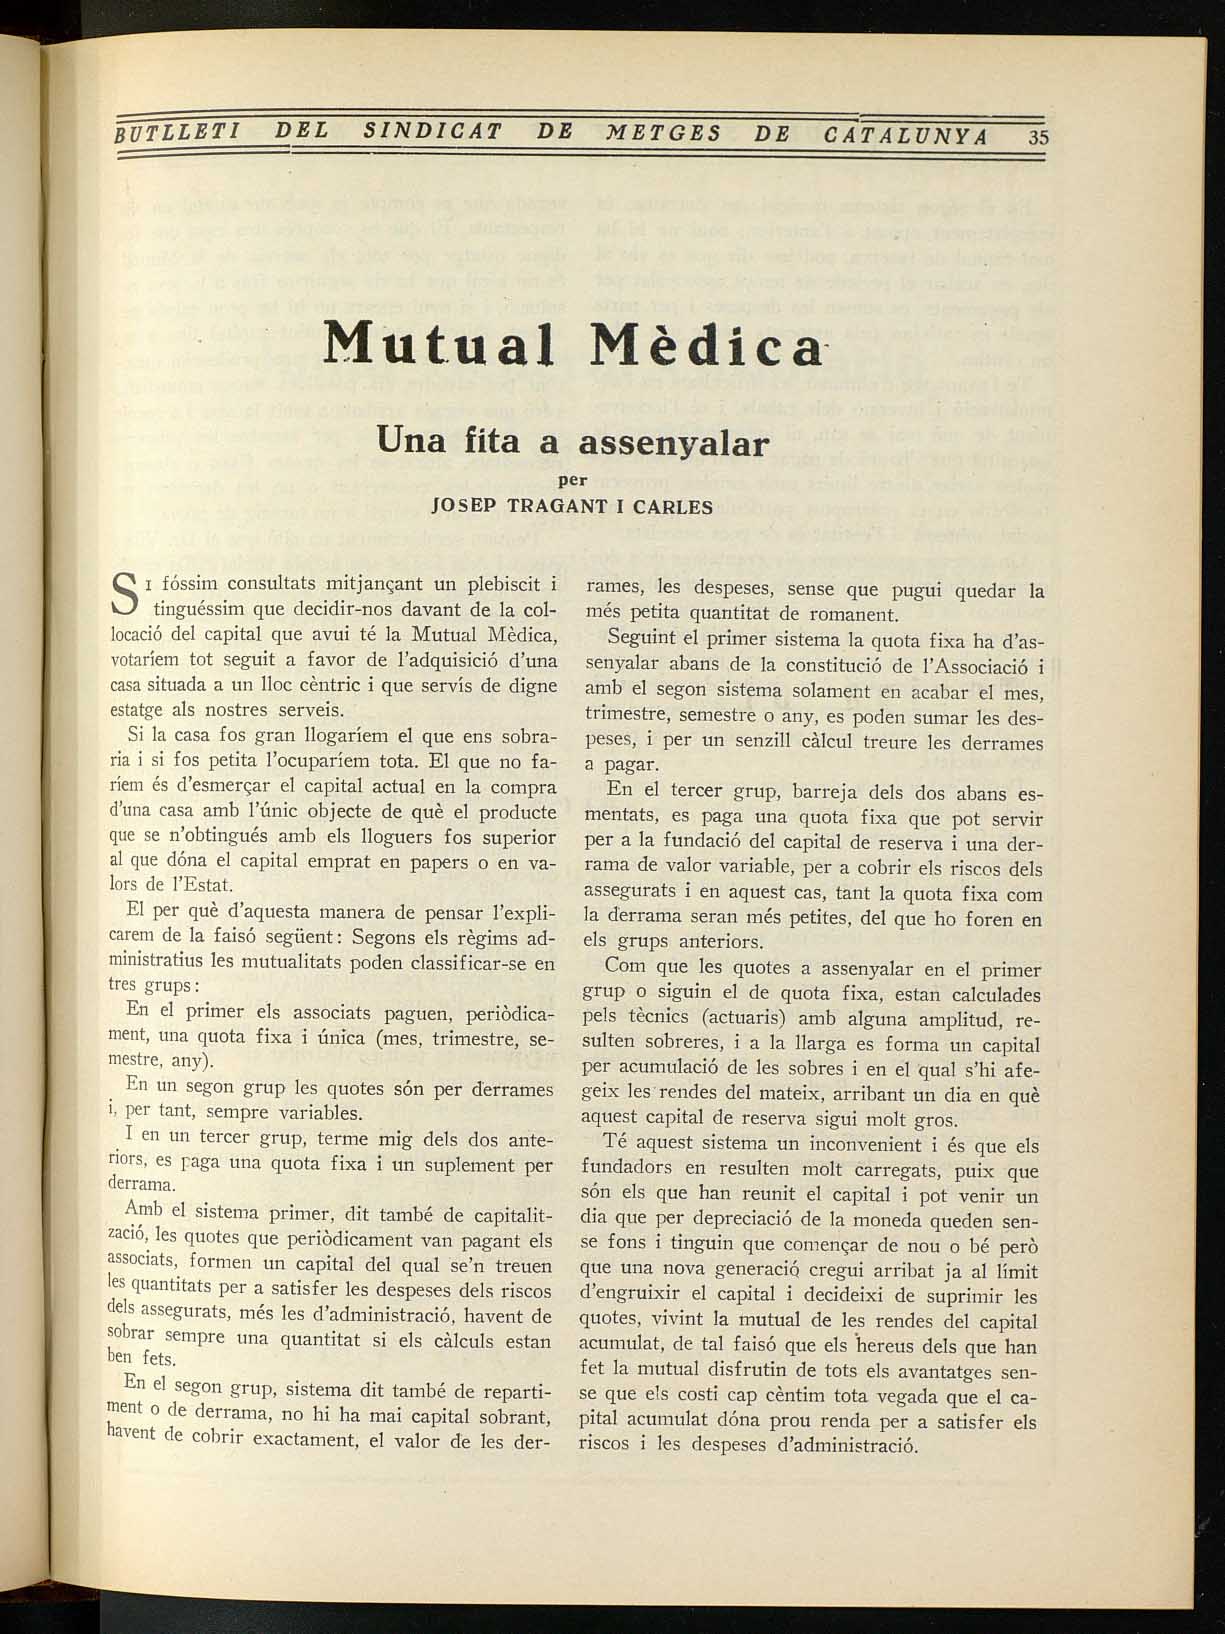 BUTLLETI DEL SINDICAT DE METGES DE CATALUNYA 35
Mutual Mèdica
Una fita a assenyalar
per
JOSEP TRAGANT I CARLES
SI fóssim consultats mitjançant un plebiscit i
tinguéssim que decidir-nos davant de la col-
locació del capital que avui té la Mutual Mèdica,
votaríem tot seguit a favor de l'adquisició d'una
casa situada a un lloc cèntric i que servís de digne
estatge als nostres serveis.
Si la casa fos gran llogaríem el que ens sobra-
ria i si fos petita l'ocuparíem tota. El que no fa-
ríem és d'esmerçar el capital actual en la compra
d'una casa amb l'únic objecte de què el producte
que se n'obtingués amb els lloguers fos superior
al que dóna el capital emprat en papers o en va-
lors de l'Estat.
El per què d'aquesta manera de pensar l'expli-
carem de la faisó següent: Segons els règims ad-
ministratius les mutualitats poden classificar-se en
tres grups:
En el primer els associats paguen, periòdica-
ment, una quota fixa i única (mes, trimestre, se-
mestre, any).
En un segon grup les quotes són per derrames
i, per tant, sempre variables.
I en un tercer grup, terme mig dels dos ante-
riors, es paga una quota fixa i un suplement per
derrama.
Amb el sistema primer, dit també de capitalit-
zació, les quotes que periòdicament van pagant els
associats, formen un capital del qual se'n treuen
les quantitats per a satisfer les despeses dels riscos
dels assegurats, més les d'administració, havent de
sobrar sempre una quantitat si els càlculs estan
ben fets.
En el segon grup, sistema dit també de reparti-
ment o de derrama, no hi ha mai capital sobrant,
havent de cobrir exactament, el valor de les der-
rames, les despeses, sense que pugui quedar la
més petita quantitat de romanent.
Seguint el primer sistema la quota fixa ha d'as-
senyalar abans de la constitució de l'Associació i
amb el segon sistema solament en acabar el mes,
trimestre, semestre o any, es poden sumar les des-
peses, i per un senzill càlcul treure les derrames
a pagar.
En el tercer grup, barreja dels dos abans es-
mentats, es paga una quota fixa que pot servir
per a la fundació del capital de reserva i una der-
rama de valor variable, per a cobrir els riscos dels
assegurats i en aquest cas, tant la quota fixa com
la derrama seran més petites, del que ho foren en
els grups anteriors.
Com que les quotes a assenyalar en el primer
grup o siguin el de quota fixa, estan calculades
pels tècnics (actuaris) amb alguna amplitud, re-
sulten sobreres, i a la llarga es forma un capital
per acumulació de les sobres i en el qual s'hi afe-
geix les rendes del mateix, arribant un dia en què
aquest capital de reserva sigui molt gros.
Té aquest sistema un inconvenient i és que els
fundadors en resulten molt carregats, puix que
són els que han reunit el capital i pot venir un
dia que per depreciació de la moneda queden sen-
se fons i tinguin que començar de nou o bé però
que una nova generació cregui arribat ja al límit
d'engruixir el capital i decideixi de suprimir les
quotes, vivint la mutual de les rendes del capital
acumulat, de tal faisó que els hereus dels que han
fet la mutual disfrutin de tots els avantatges sen-
se que els costi cap cèntim tota vegada que el ca-
pital acumulat dóna prou renda per a satisfer els
riscos i les despeses d'administració.